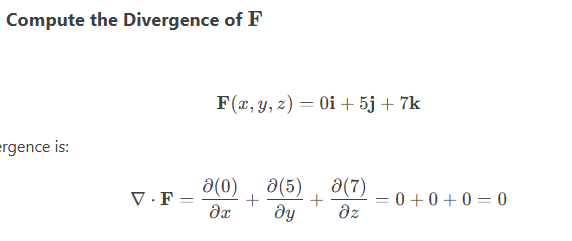 Compute the Divergence of F
F(x, y, z) = 0i + 5j + 7k
ergence is:
∇ · F = ∂(0)/∂x + ∂(5)/∂y + ∂(7)/∂z = 0 + 0 + 0 = 0